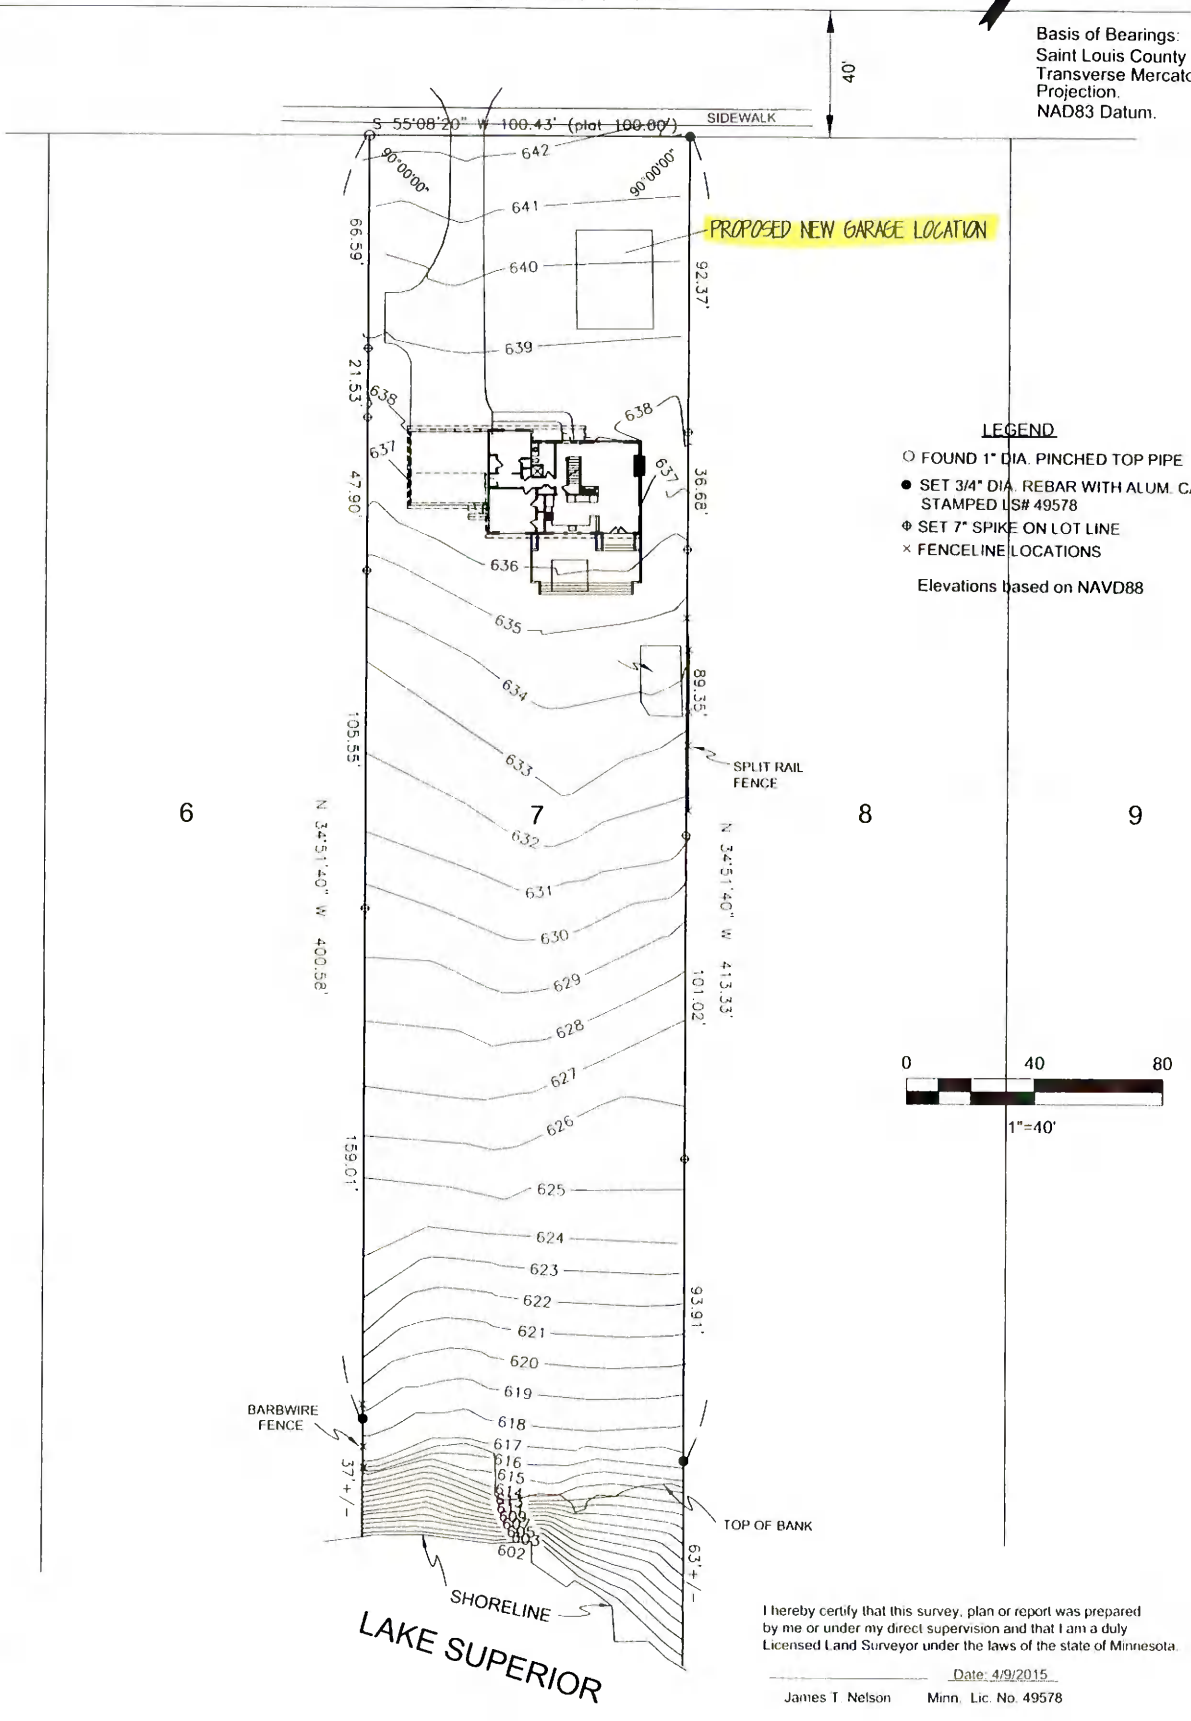 Basis of Bearings:
Saint Louis County
Transverse Mercato
Projection.
NAD83 Datum.
40'
SIDEWALK
S 55°08'20" W 100.43' (plat 100.00')
90°00'00"
90°00'00"
642
641
640
639
638
638
637
637
636
635
634
633
632
631
630
629
628
627
626
625
624
623
622
621
620
619
618
617
616
615
614
613
611
609
607
605
603
602
PROPOSED NEW GARAGE LOCATION
66.59'
21.53'
47.90'
105.55'
159.01'
37'+/-
92.37'
36.68'
89.35'
101.02'
93.91'
63'+/-
N 34°51'40" W 400.58'
N 34°51'40" W 413.33'
LEGEND
FOUND 1" DIA. PINCHED TOP PIPE
SET 3/4" DIA. REBAR WITH ALUM. CA
STAMPED LS# 49578
SET 7" SPIKE ON LOT LINE
× FENCELINE LOCATIONS
Elevations based on NAVD88
SPLIT RAIL
FENCE
6
7
8
9
0 40 80
1"=40'
BARBWIRE
FENCE
TOP OF BANK
SHORELINE
LAKE SUPERIOR
I hereby certify that this survey, plan or report was prepared
by me or under my direct supervision and that I am a duly
Licensed Land Surveyor under the laws of the state of Minnesota.
Date: 4/9/2015
James T. Nelson Minn. Lic. No. 49578